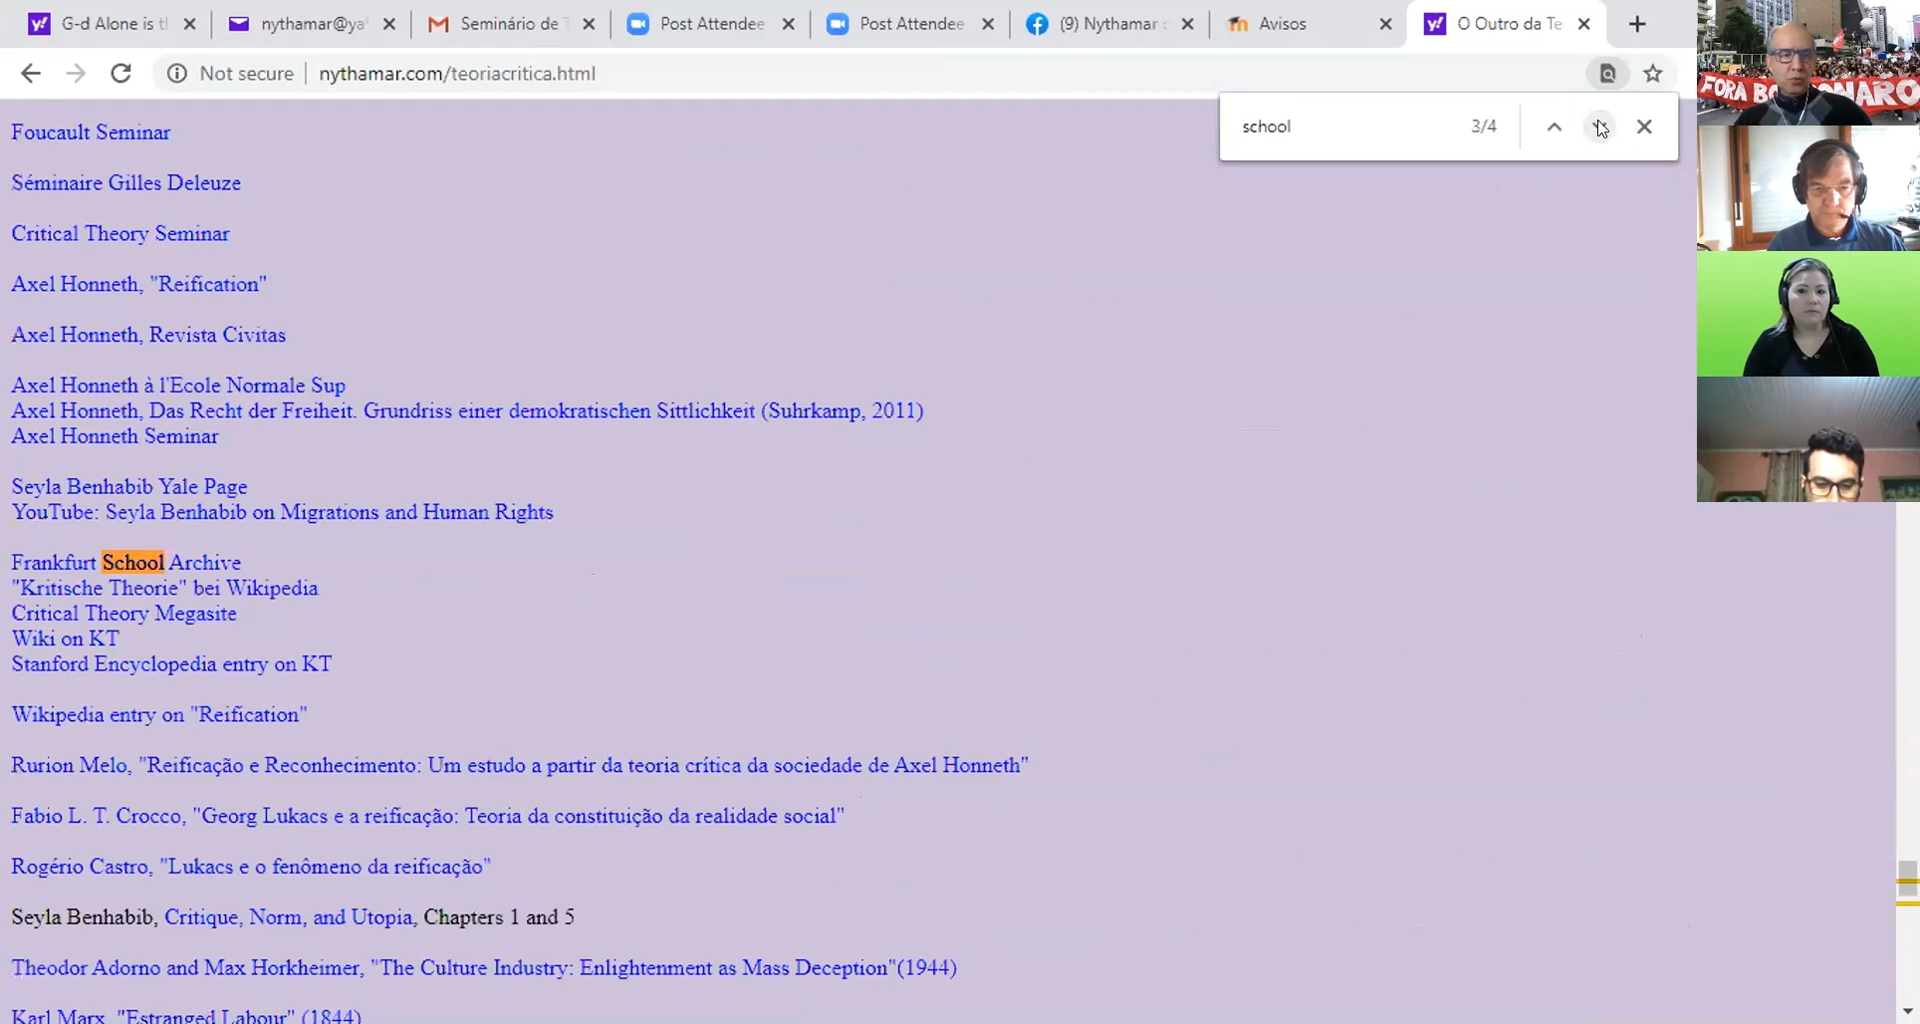 G-d Alone is th
nythamar@ya
Seminário de T
Post Attendee
Post Attendee
(9) Nythamar s
Avisos
O Outro da Te
Not secure
nythamar.com/teoriacritica.html
school
3/4
FORA BOLSONARO
Foucault Seminar
Séminaire Gilles Deleuze
Critical Theory Seminar
Axel Honneth, "Reification"
Axel Honneth, Revista Civitas
Axel Honneth à l'Ecole Normale Sup
Axel Honneth, Das Recht der Freiheit. Grundriss einer demokratischen Sittlichkeit (Suhrkamp, 2011)
Axel Honneth Seminar
Seyla Benhabib Yale Page
YouTube: Seyla Benhabib on Migrations and Human Rights
Frankfurt School Archive
"Kritische Theorie" bei Wikipedia
Critical Theory Megasite
Wiki on KT
Stanford Encyclopedia entry on KT
Wikipedia entry on "Reification"
Rurion Melo, "Reificação e Reconhecimento: Um estudo a partir da teoria crítica da sociedade de Axel Honneth"
Fabio L. T. Crocco, "Georg Lukacs e a reificação: Teoria da constituição da realidade social"
Rogério Castro, "Lukacs e o fenômeno da reificação"
Seyla Benhabib, Critique, Norm, and Utopia, Chapters 1 and 5
Theodor Adorno and Max Horkheimer, "The Culture Industry: Enlightenment as Mass Deception"(1944)
Karl Marx, "Estranged Labour" (1844)